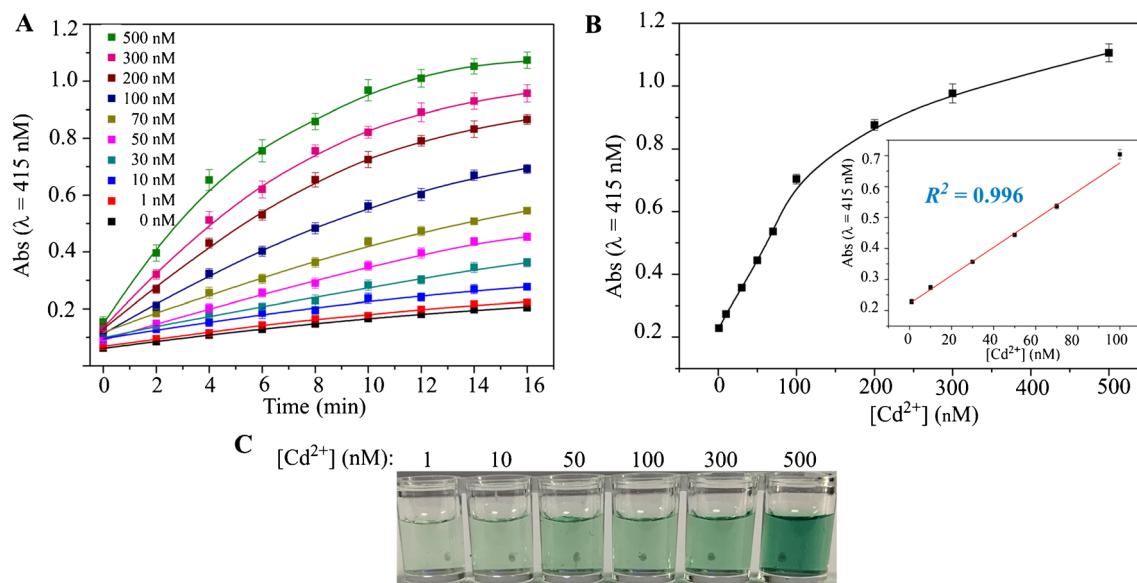 A
1.2
1.0
0.8
0.6
0.4
0.2
Abs (λ = 415 nM)
500 nM
300 nM
200 nM
100 nM
70 nM
50 nM
30 nM
10 nM
1 nM
0 nM
0 2 4 6 8 10 12 14 16
Time (min)
B
1.2
1.0
0.8
0.6
0.4
0.2
Abs (λ = 415 nM)
0 100 200 300 400 500
[Cd²⁺] (nM)
0.7
0.6
0.5
0.4
0.3
0.2
Abs (λ = 415 nM)
R² = 0.996
0 20 40 60 80 100
[Cd²⁺] (nM)
C
[Cd²⁺] (nM): 1 10 50 100 300 500